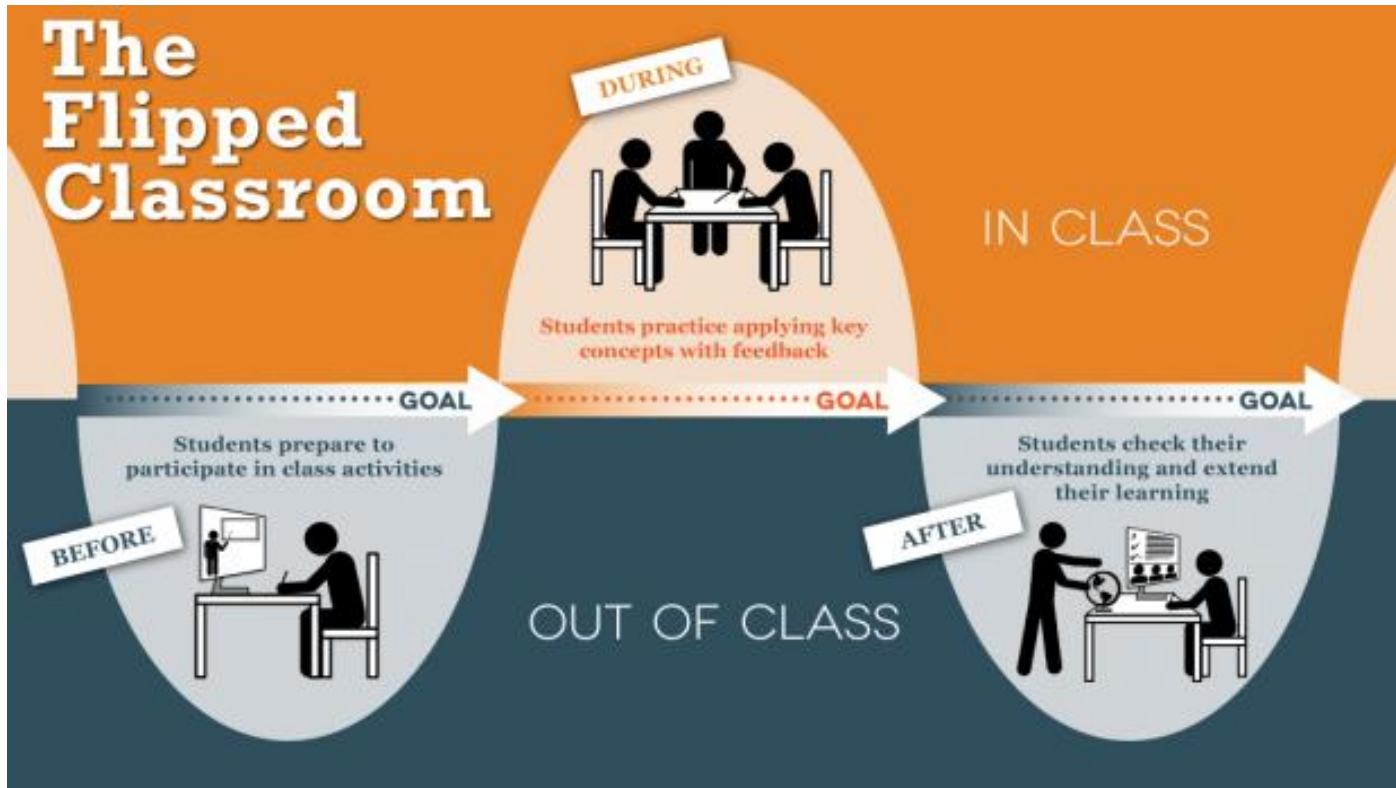 The
Flipped
Classroom
DURING
IN CLASS
Students practice applying key
concepts with feedback
GOAL
GOAL
GOAL
Students prepare to
participate in class activities
BEFORE
OUT OF CLASS
Students check their
understanding and extend
their learning
AFTER